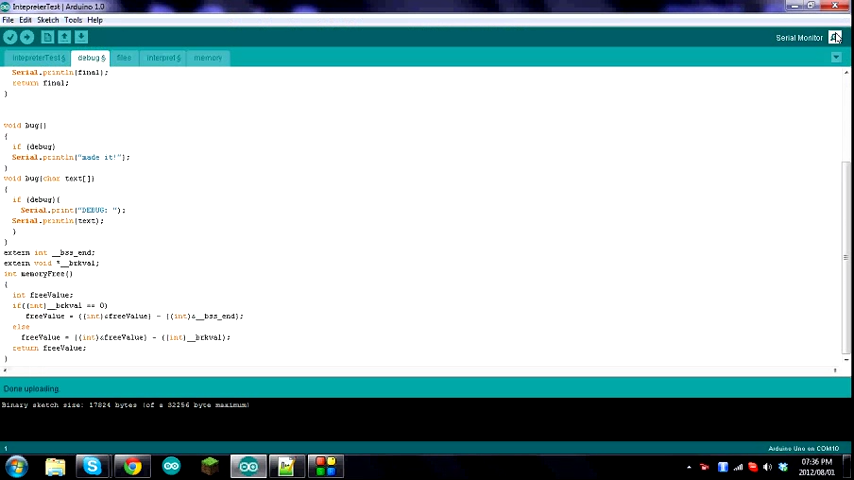 IntepreterTest | Arduino 1.0
File Edit Sketch Tools Help
Serial Monitor
IntepreterTest § debug § files interpret § memory
Serial.println(final);
return final;
}
void bug()
{
if (debug)
Serial.println("made it!");
}
void bug(char text[])
{
if (debug){
Serial.print("DEBUG: ");
Serial.println(text);
}
}
extern int __bss_end;
extern void *__brkval;
int memoryFree()
{
int freeValue;
if((int)__brkval == 0)
freeValue = ((int)&freeValue) - ((int)&__bss_end);
else
freeValue = ((int)&freeValue) - ((int)__brkval);
return freeValue;
}
Done uploading.
Binary sketch size: 17824 bytes (of a 32256 byte maximum)
1
Arduino Uno on COM10
07:36 PM
2012/08/01